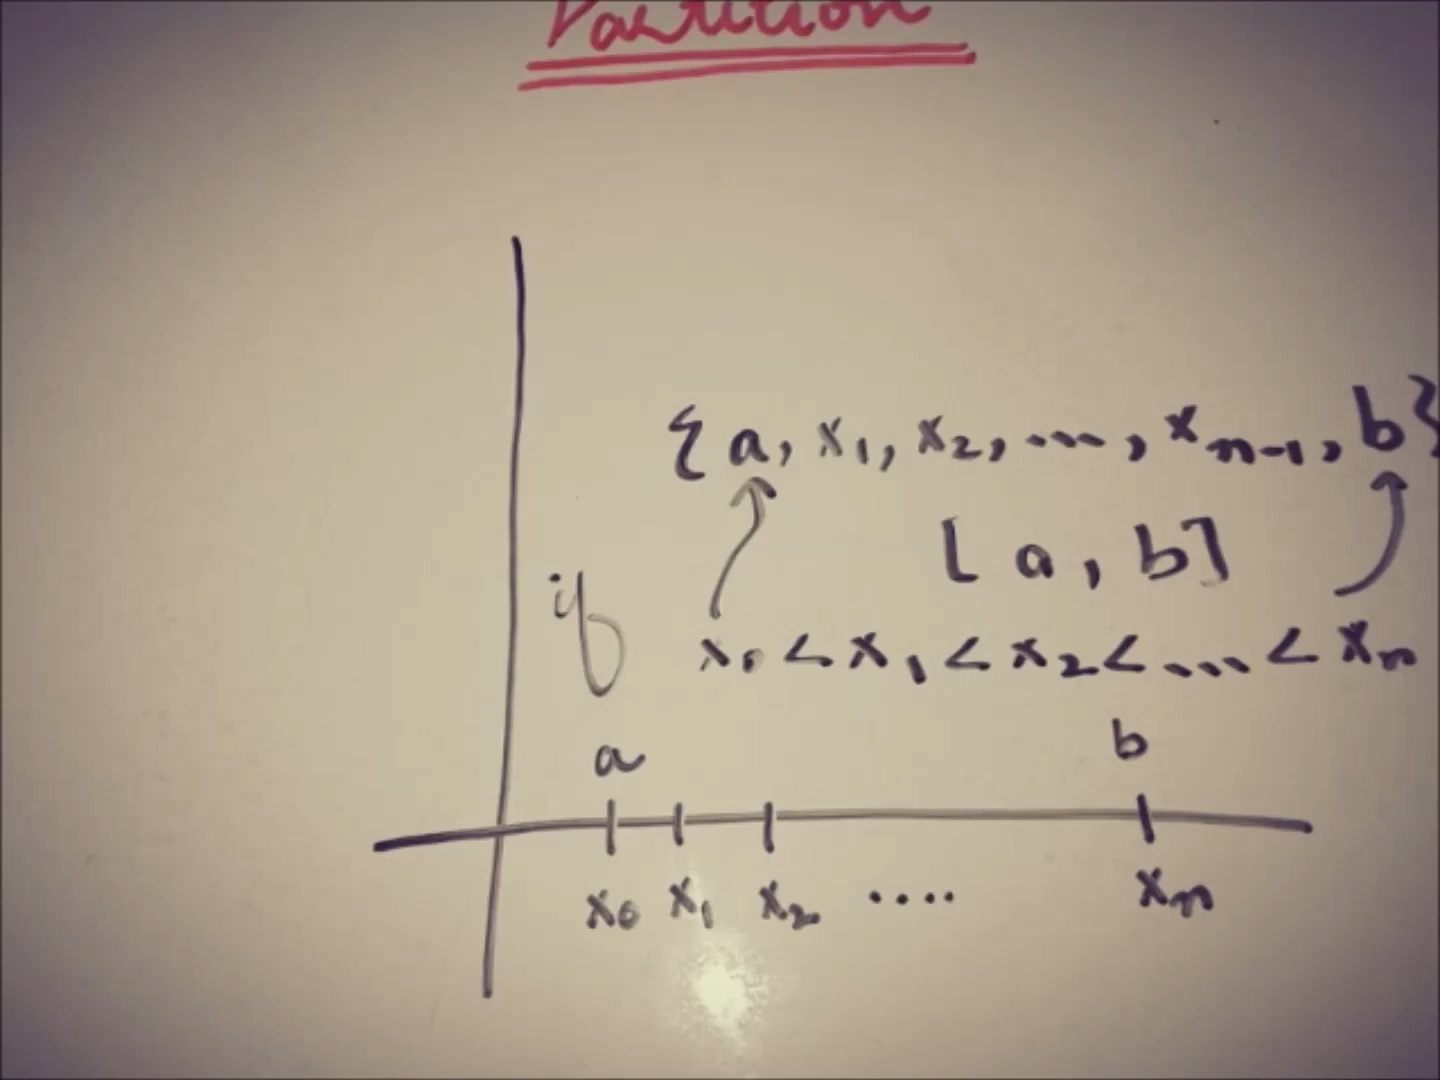 Partition
{a, x₁, x₂, ...., xₙ₋₁, b}
[a, b]
if x₀ < x₁ < x₂ < ... < xₙ
a b
x₀ x₁ x₂ .... xₙ